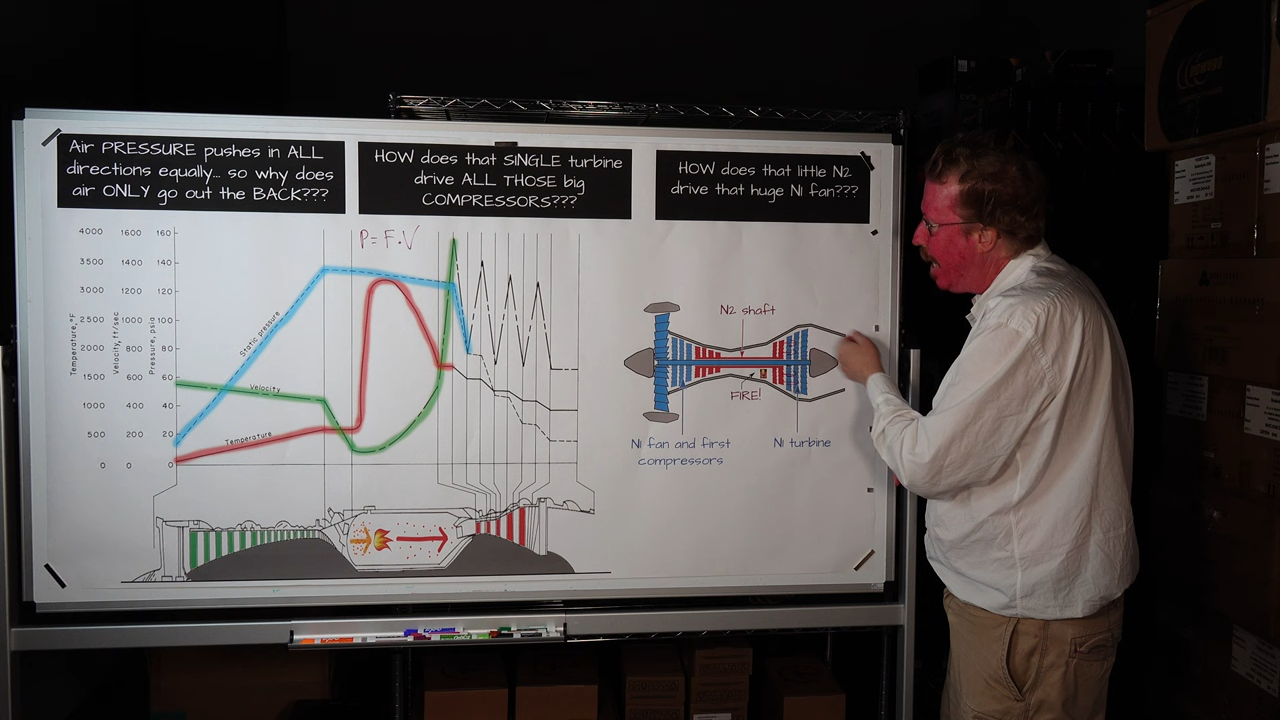 Air PRESSURE pushes in ALL
directions equally... so why does
air ONLY go out the BACK???
HOW does that SINGLE turbine
drive ALL THOSE big
COMPRESSORS???
HOW does that little N2
drive that huge N1 fan???
P=F·V
4000 1600 160
3500 1400 140
3000 1200 120
2500 1000 100
2000 800 80
1500 600 60
1000 400 40
500 200 20
0 0 0
Temperature, °F
Velocity, ft/sec
Pressure, psia
Static pressure
Velocity
Temperature
N2 shaft
FIRE!
N1 fan and first
compressors
N1 turbine